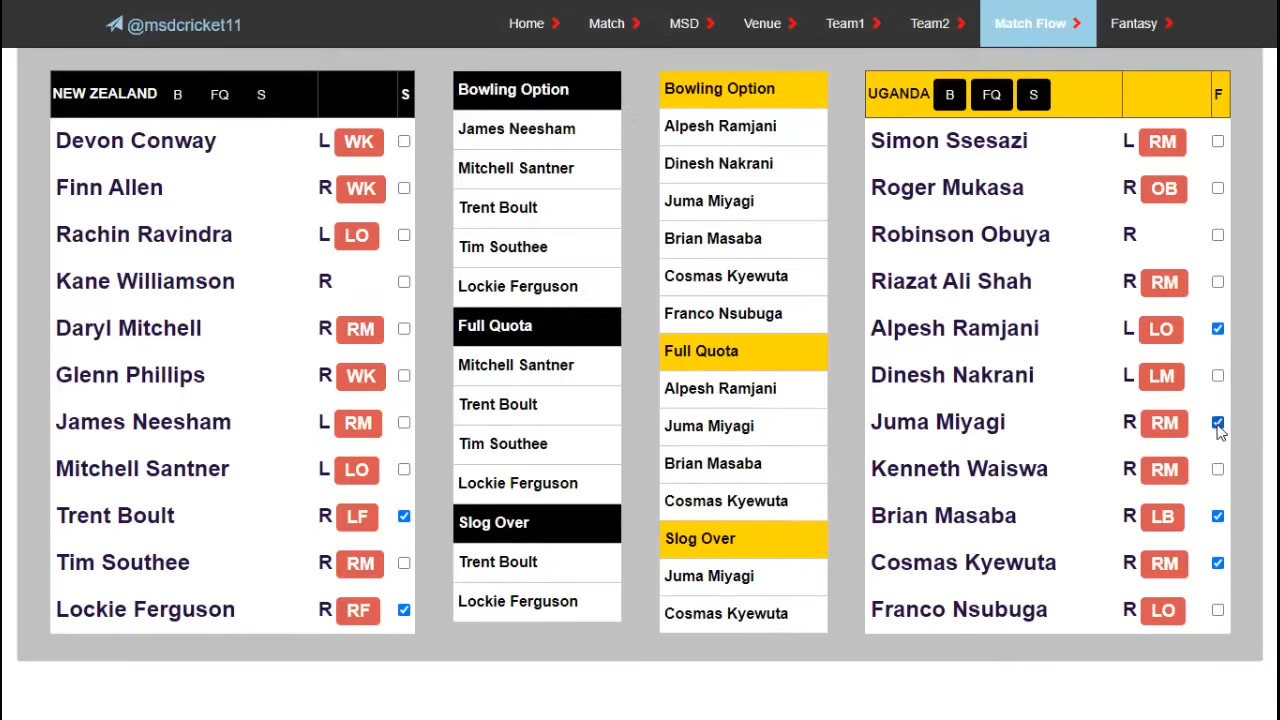 @msdcricket11 Home Match MSD Venue Team1 Team2 Match Flow Fantasy
NEW ZEALAND B FQ S S
Devon Conway L WK
Finn Allen R WK
Rachin Ravindra L LO
Kane Williamson R
Daryl Mitchell R RM
Glenn Phillips R WK
James Neesham L RM
Mitchell Santner L LO
Trent Boult R LF
Tim Southee R RM
Lockie Ferguson R RF
Bowling Option
James Neesham
Mitchell Santner
Trent Boult
Tim Southee
Lockie Ferguson
Full Quota
Mitchell Santner
Trent Boult
Tim Southee
Lockie Ferguson
Slog Over
Trent Boult
Lockie Ferguson
Bowling Option
Alpesh Ramjani
Dinesh Nakrani
Juma Miyagi
Brian Masaba
Cosmas Kyewuta
Franco Nsubuga
Full Quota
Alpesh Ramjani
Juma Miyagi
Brian Masaba
Cosmas Kyewuta
Slog Over
Juma Miyagi
Cosmas Kyewuta
UGANDA B FQ S F
Simon Ssesazi L RM
Roger Mukasa R OB
Robinson Obuya R
Riazat Ali Shah R RM
Alpesh Ramjani L LO
Dinesh Nakrani L LM
Juma Miyagi R RM
Kenneth Waiswa R RM
Brian Masaba R LB
Cosmas Kyewuta R RM
Franco Nsubuga R LO